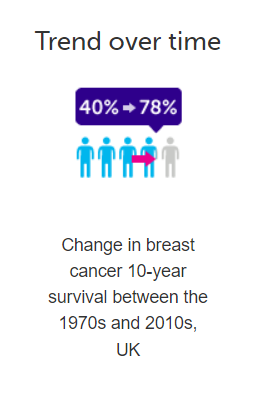 Trend over time
40% ➡ 78%
Change in breast
cancer 10-year
survival between the
1970s and 2010s,
UK